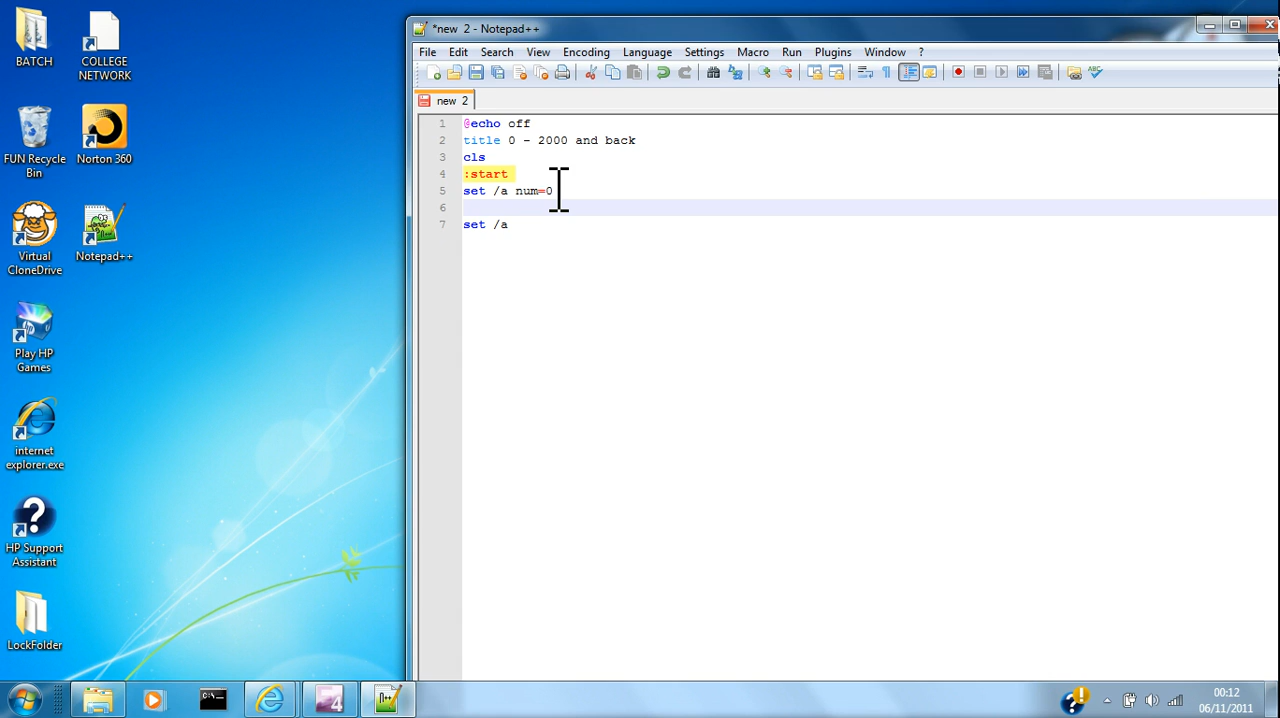 BATCH
COLLEGE
NETWORK
FUN Recycle
Bin
Norton 360
Virtual
CloneDrive
Notepad++
Play HP
Games
internet
explorer.exe
HP Support
Assistant
LockFolder
*new 2 - Notepad++
File Edit Search View Encoding Language Settings Macro Run Plugins Window ?
new 2
1 @echo off
2 title 0 - 2000 and back
3 cls
4 :start
5 set /a num=0
6
7 set /a
00:12
06/11/2011